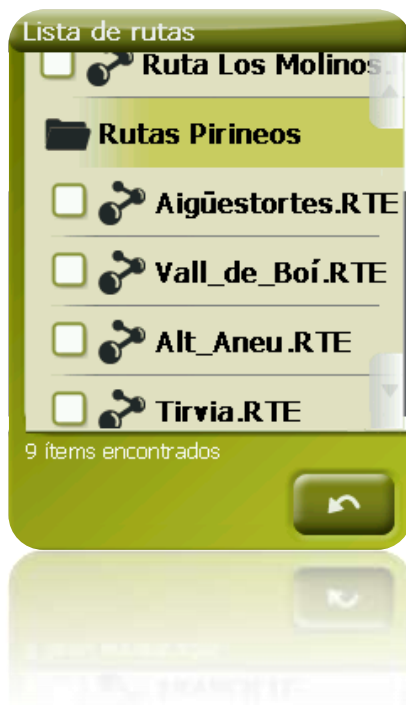 Lista de rutas
Ruta Los Molinos.
Rutas Pirineos
Aigüestortes.RTE
Vall_de_Boí.RTE
Alt_Aneu.RTE
Tirvia.RTE
9 ítems encontrados